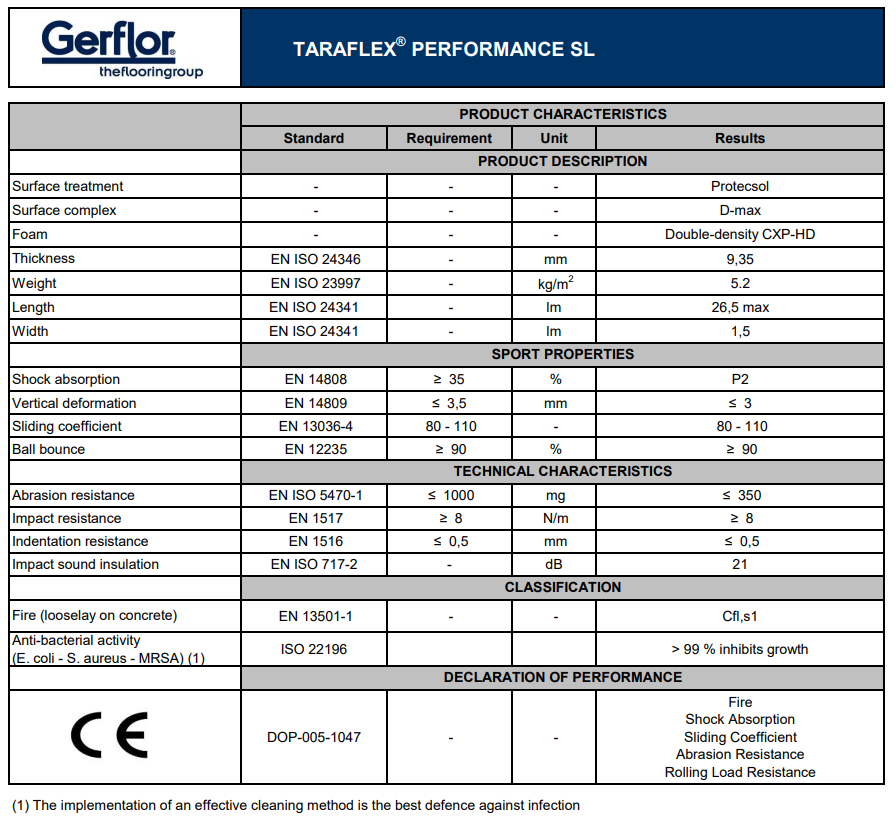 Gerflor®
theflooringgroup
TARAFLEX® PERFORMANCE SL
PRODUCT CHARACTERISTICS
Standard Requirement Unit Results
PRODUCT DESCRIPTION
Surface treatment - - - Protecsol
Surface complex - - - D-max
Foam - - - Double-density CXP-HD
Thickness EN ISO 24346 - mm 9,35
Weight EN ISO 23997 - kg/m² 5.2
Length EN ISO 24341 - lm 26,5 max
Width EN ISO 24341 - lm 1,5
SPORT PROPERTIES
Shock absorption EN 14808 ≥ 35 % P2
Vertical deformation EN 14809 ≤ 3,5 mm ≤ 3
Sliding coefficient EN 13036-4 80 - 110 - 80 - 110
Ball bounce EN 12235 ≥ 90 % ≥ 90
TECHNICAL CHARACTERISTICS
Abrasion resistance EN ISO 5470-1 ≤ 1000 mg ≤ 350
Impact resistance EN 1517 ≥ 8 N/m ≥ 8
Indentation resistance EN 1516 ≤ 0,5 mm ≤ 0,5
Impact sound insulation EN ISO 717-2 - dB 21
CLASSIFICATION
Fire (looselay on concrete) EN 13501-1 - - Cfl,s1
Anti-bacterial activity
(E. coli - S. aureus - MRSA) (1) ISO 22196 > 99 % inhibits growth
DECLARATION OF PERFORMANCE
CE DOP-005-1047 - - Fire
Shock Absorption
Sliding Coefficient
Abrasion Resistance
Rolling Load Resistance
(1) The implementation of an effective cleaning method is the best defence against infection